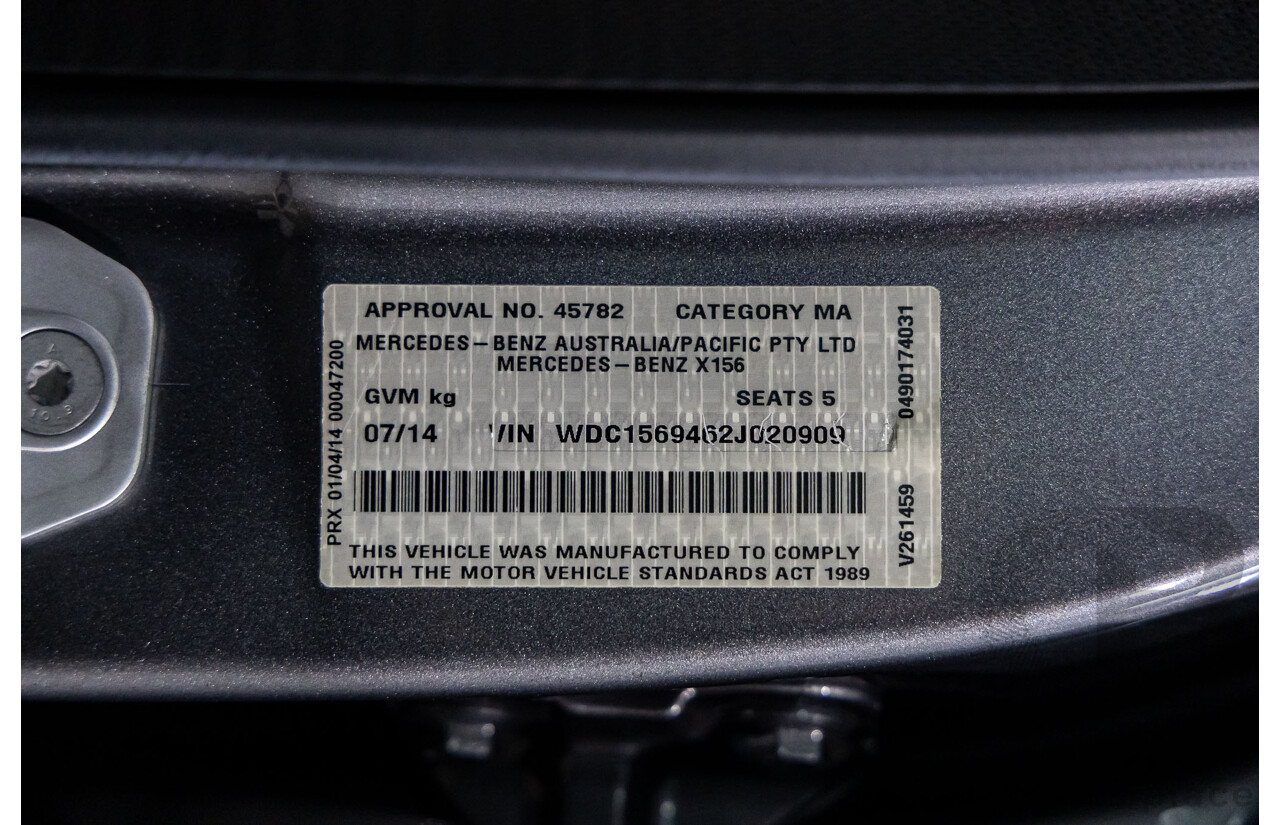 APPROVAL NO. 45782 CATEGORY MA
MERCEDES-BENZ AUSTRALIA/PACIFIC PTY LTD
MERCEDES-BENZ X156
GVM kg SEATS 5
07/14 VIN WDC1569462J020909
THIS VEHICLE WAS MANUFACTURED TO COMPLY
WITH THE MOTOR VEHICLE STANDARDS ACT 1989
PRX 01/04/14 00047200
0490174031
V261459